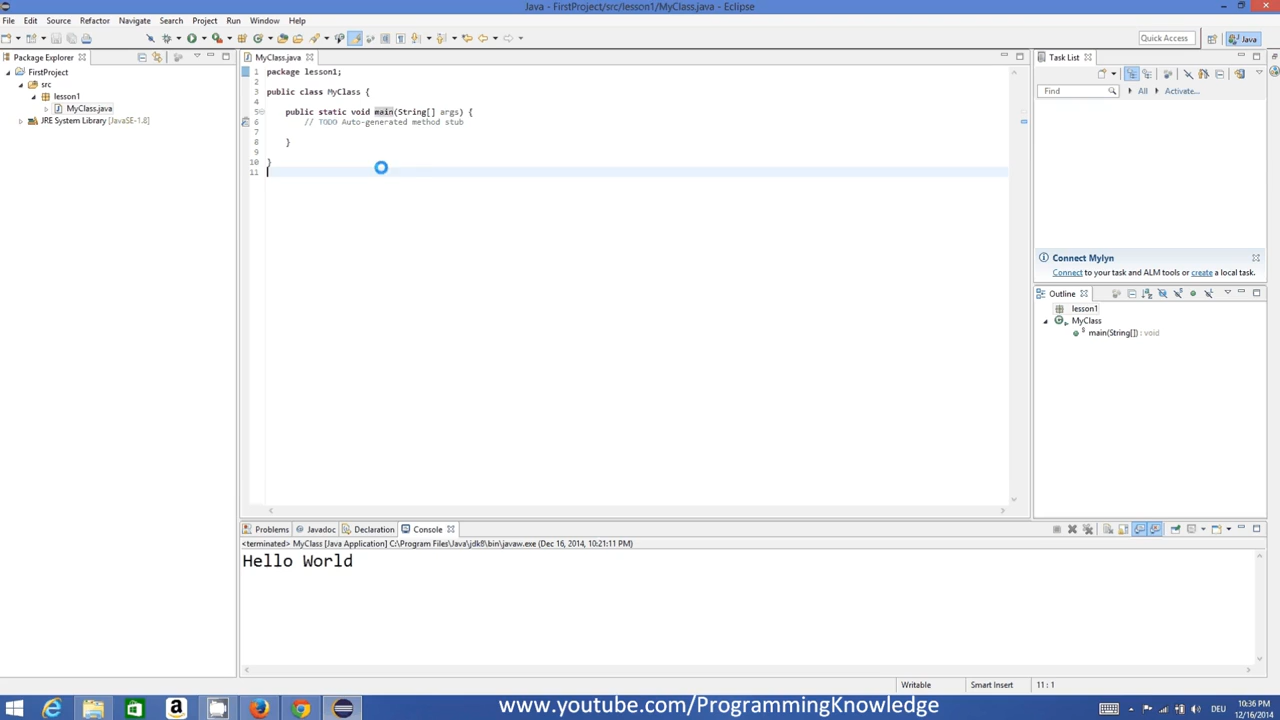 Java - FirstProject/src/lesson1/MyClass.java - Eclipse
File Edit Source Refactor Navigate Search Project Run Window Help
Quick Access
Java
Package Explorer
FirstProject
src
lesson1
MyClass.java
JRE System Library [JavaSE-1.8]
MyClass.java
1 package lesson1;
2
3 public class MyClass {
4
5 public static void main(String[] args) {
6 // TODO Auto-generated method stub
7
8 }
9
10 }
11
Task List
Find
All
Activate...
Connect Mylyn
Connect to your task and ALM tools or create a local task.
Outline
lesson1
MyClass
main(String[]) : void
Problems Javadoc Declaration Console
<terminated> MyClass [Java Application] C:\Program Files\Java\jdk8\bin\javaw.exe (Dec 16, 2014, 10:21:11 PM)
Hello World
Writable Smart Insert 11 : 1
www.youtube.com/ProgrammingKnowledge
DEU
10:36 PM
12/16/2014